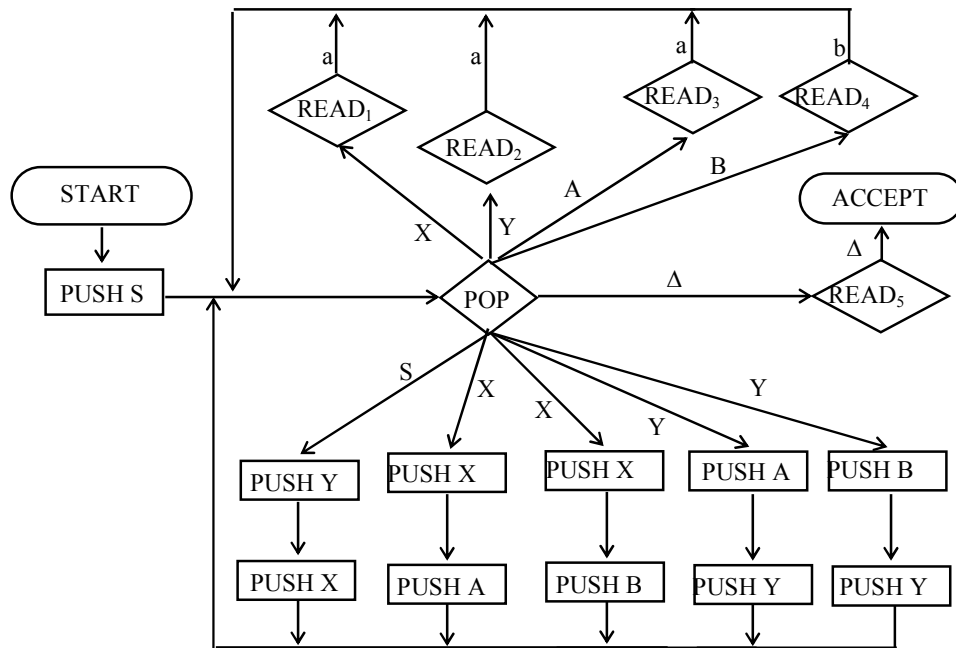 a
a
a
b
READ₁
READ₂
READ₃
READ₄
START
X
Y
A
B
ACCEPT
Δ
PUSH S
POP
Δ
READ₅
S
X
X
Y
Y
PUSH Y
PUSH X
PUSH X
PUSH A
PUSH B
PUSH X
PUSH A
PUSH B
PUSH Y
PUSH Y